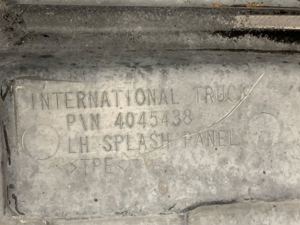 INTERNATIONAL TRUCK
P\N 4045438
LH SPLASH PANEL
>TPE<